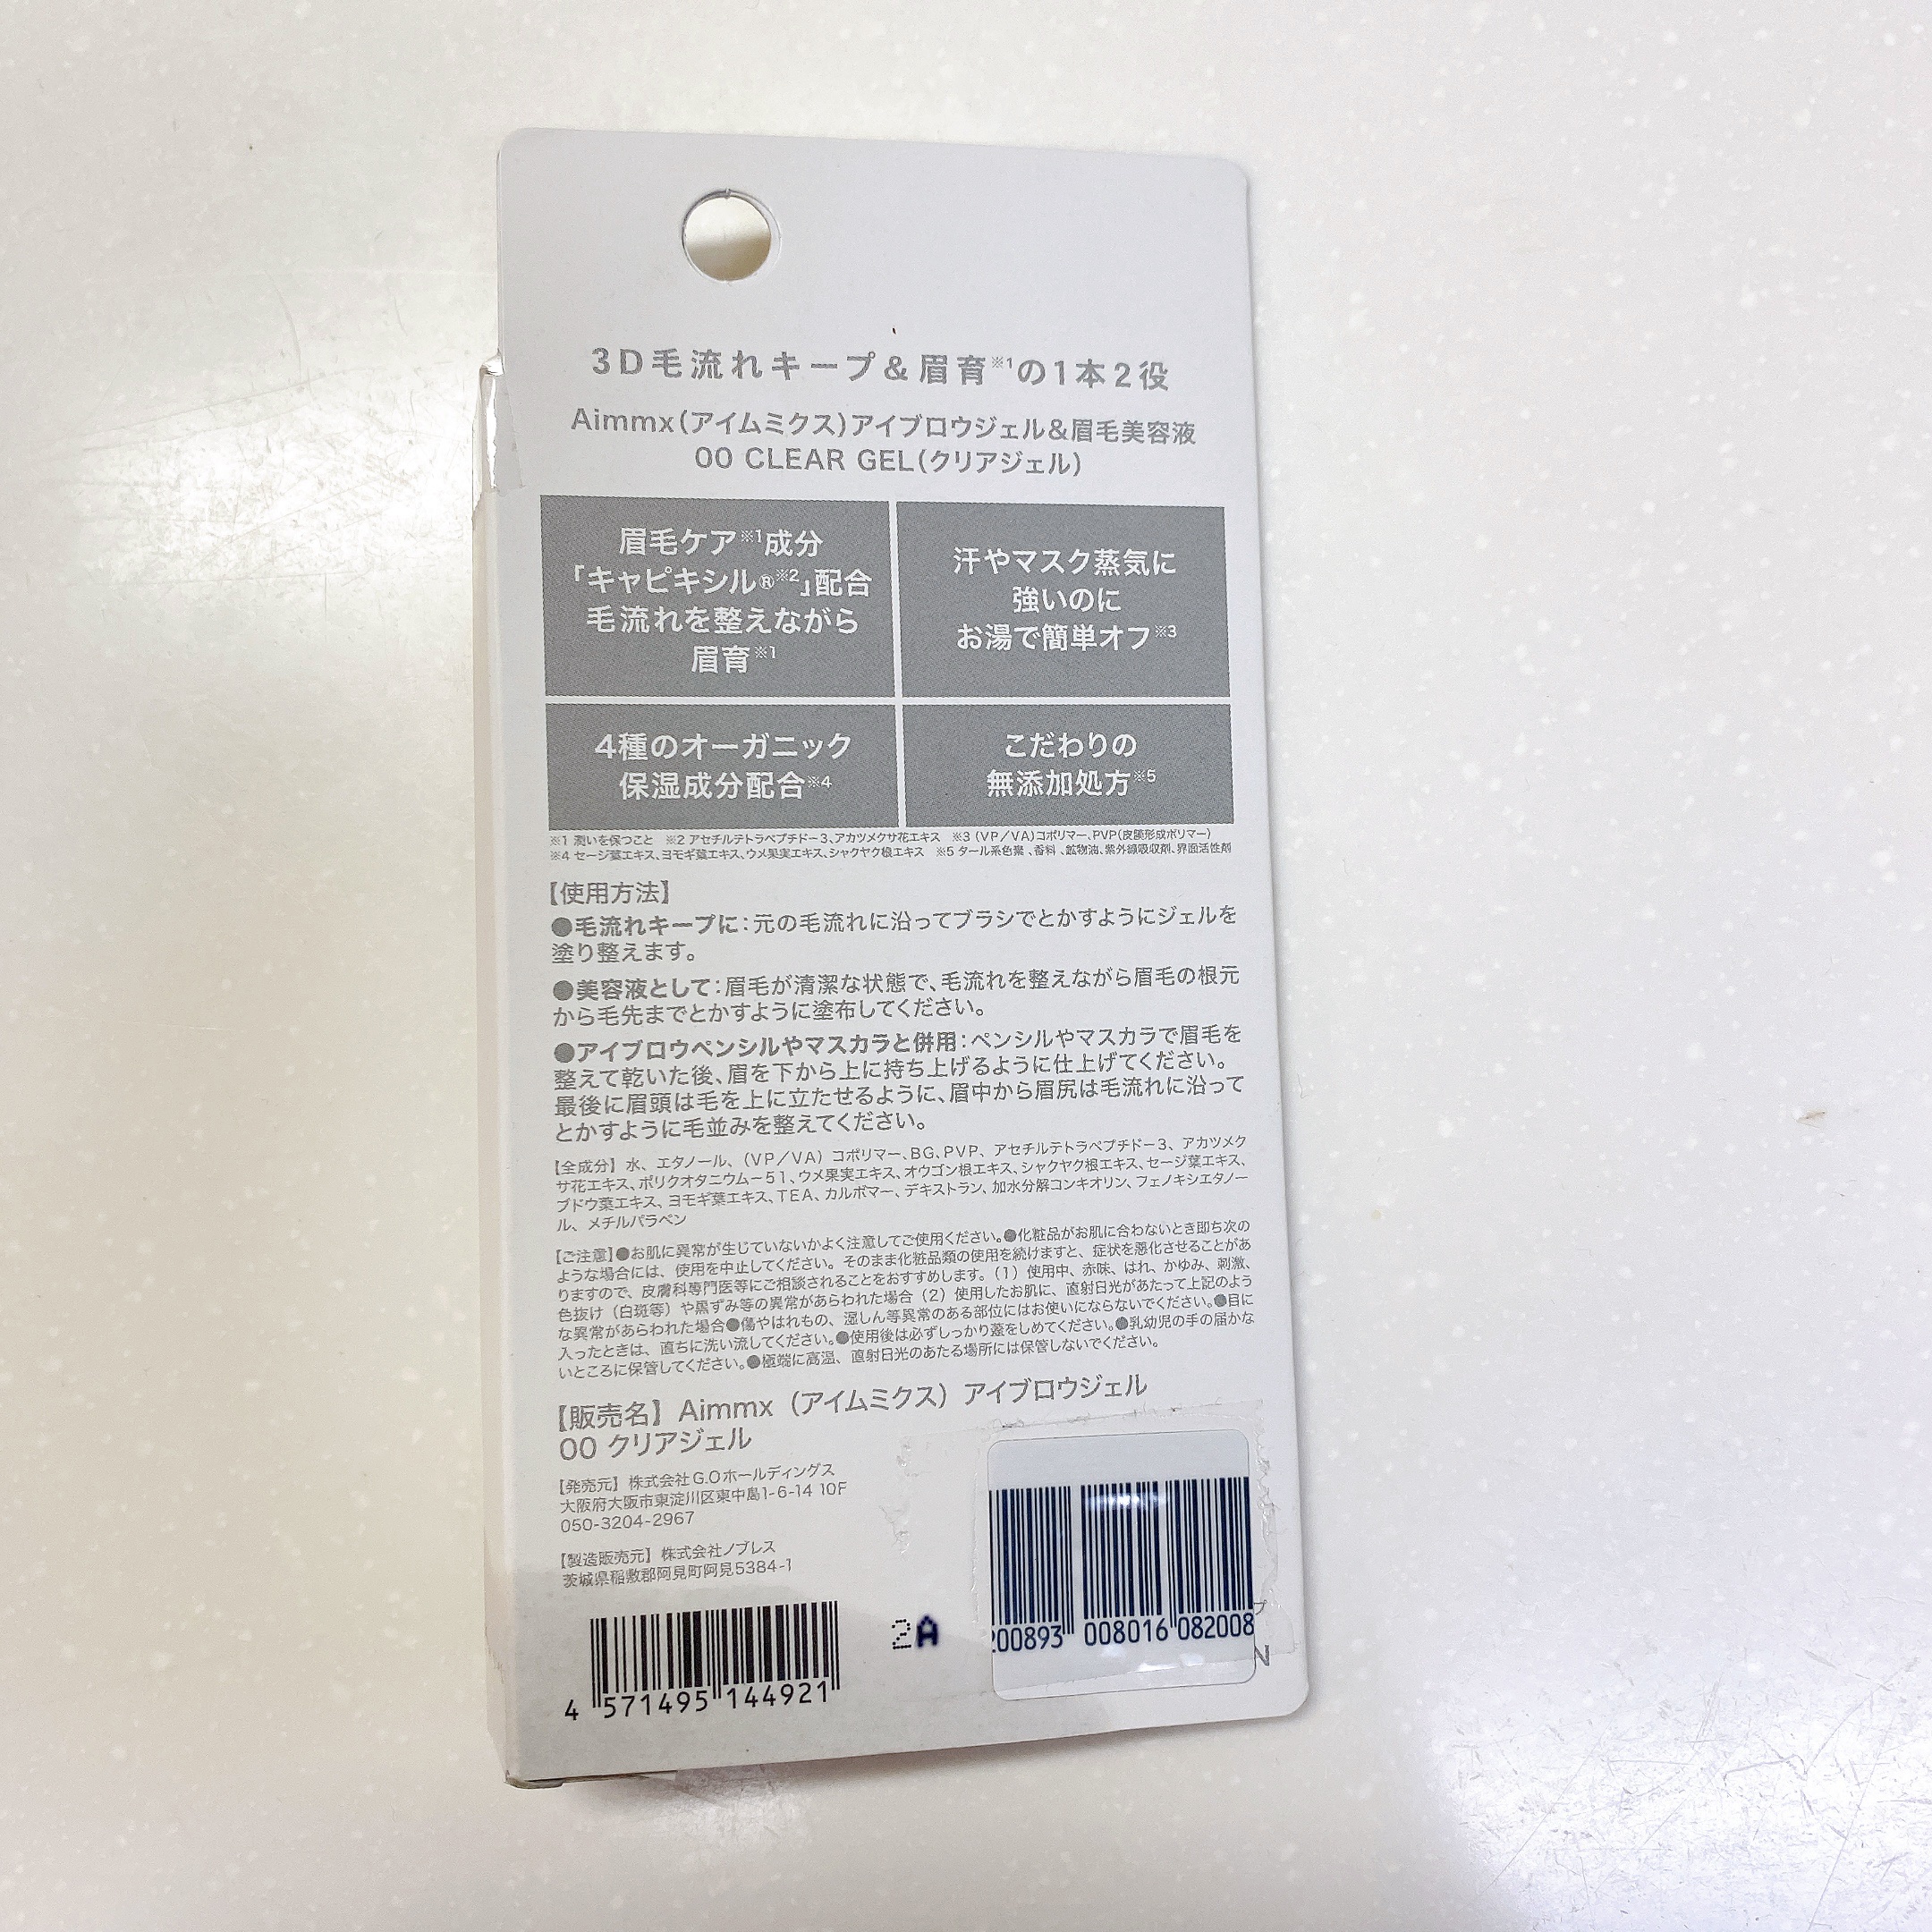 3D毛流れキープ&眉育※1の1本2役
Aimmx(アイムミクス)アイブロウジェル&眉毛美容液
00 CLEAR GEL(クリアジェル)
眉毛ケア※1成分
「キャピキシル®※2」配合
毛流れを整えながら
眉育※1
汗やマスク蒸気に
強いのに
お湯で簡単オフ※3
4種のオーガニック
保湿成分配合※4
こだわりの
無添加処方※5
※1 潤いを保つこと ※2 アセチルテトラペプチドー3、アカツメクサ花エキス ※3 (VP/VA)コポリマー、PVP(皮膜形成ポリマー)
※4 セージ葉エキス、ヨモギ葉エキス、ウメ果実エキス、シャクヤク根エキス ※5 タール系色素、香料、鉱物油、紫外線吸収剤、界面活性剤
【使用方法】
●毛流れキープに:元の毛流れに沿ってブラシでとかすようにジェルを
塗り整えます。
●美容液として:眉毛が清潔な状態で、毛流れを整えながら眉毛の根元
から毛先までとかすように塗布してください。
●アイブロウペンシルやマスカラと併用:ペンシルやマスカラで眉毛を
整えて乾いた後、眉を下から上に持ち上げるように仕上げてください。
最後に眉頭は毛を上に立たせるように、眉中から眉尻は毛流れに沿って
とかすように毛並みを整えてください。
【全成分】水、エタノール、(VP/VA)コポリマー、BG、PVP、アセチルテトラペプチドー3、アカツメク
サ花エキス、ポリクオタニウムー51、ウメ果実エキス、オウゴン根エキス、シャクヤク根エキス、セージ葉エキス、
ブドウ葉エキス、ヨモギ葉エキス、TEA、カルボマー、デキストラン、加水分解コンキオリン、フェノキシエタノー
ル、メチルパラベン
【ご注意】●お肌に異常が生じていないかよく注意してご使用ください。●化粧品がお肌に合わないとき即ち次の
ような場合には、使用を中止してください。そのまま化粧品類の使用を続けますと、症状を悪化させることがあ
りますので、皮膚科専門医等にご相談されることをおすすめします。(1)使用中、赤味、はれ、かゆみ、刺激、
色抜け(白斑等)や黒ずみ等の異常があらわれた場合(2)使用したお肌に、直射日光があたって上記のよう
な異常があらわれた場合●傷やはれもの、湿しん等異常のある部位にはお使いにならないでください。●目に
入ったときは、直ちに洗い流してください。●使用後は必ずしっかり蓋をしめてください。●乳幼児の手の届かな
いところに保管してください。●極端に高温、直射日光のあたる場所には保管しないでください。
【販売名】Aimmx(アイムミクス)アイブロウジェル
00 クリアジェル
【発売元】株式会社G.Oホールディングス
大阪府大阪市東淀川区東中島1-6-14 10F
050-3204-2967
【製造販売元】株式会社ノブレス
茨城県稲敷郡阿見町阿見5384-1
4 571495 144921
2A
200893 008016 082008
プ
N